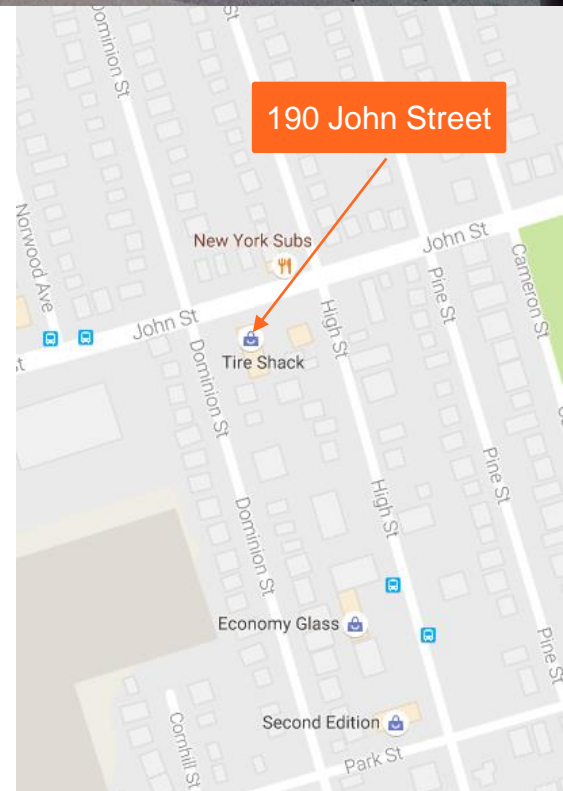 Dominion St
St
190 John Street
Norwood Ave
New York Subs
John St
Cameron St
Pine St
John St
High St
St
Tire Shack
Dominion St
Pine St
High St
Dominion St
Economy Glass
Pine St
Second Edition
Cornhill St
Park St